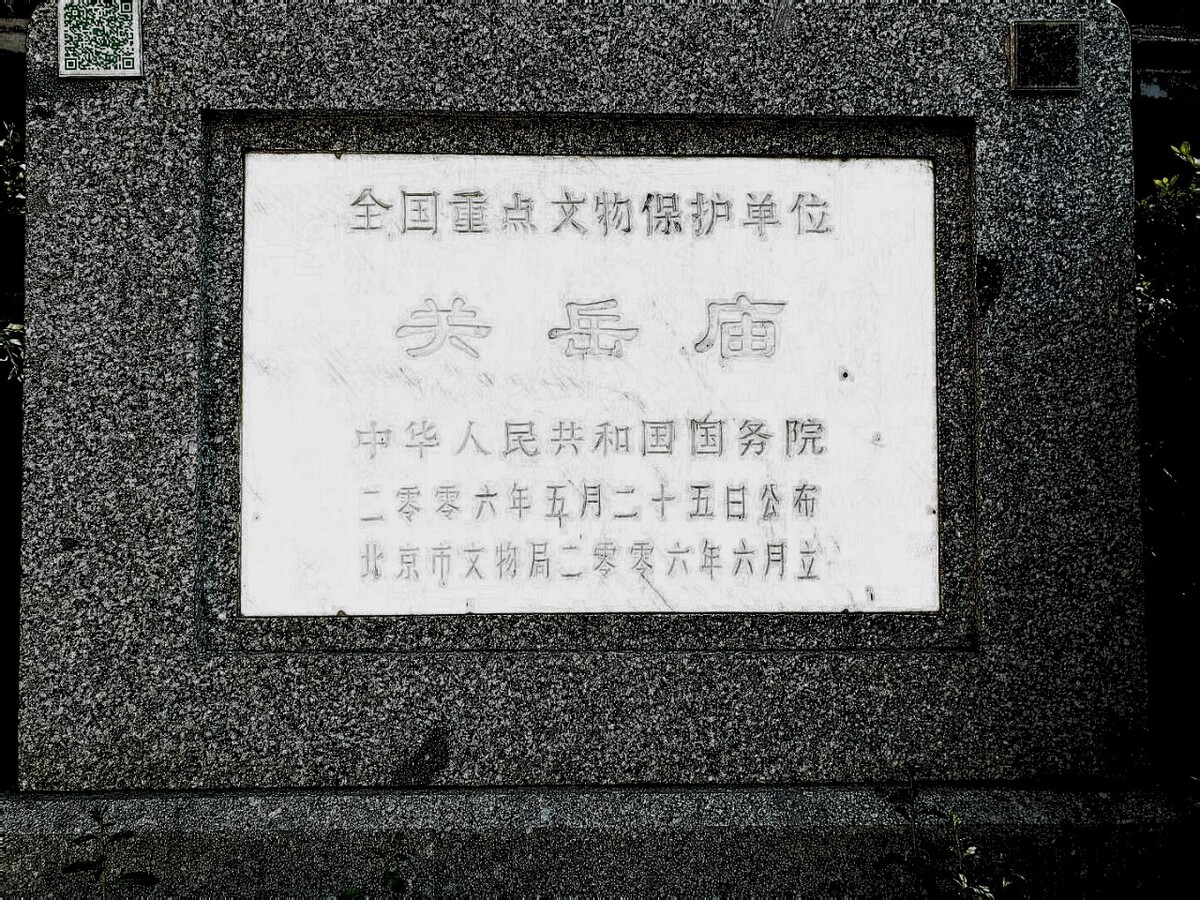 全国重点文物保护单位
关岳庙
中华人民共和国国务院
二零零六年五月二十五日公布
北京市文物局二零零六年六月立